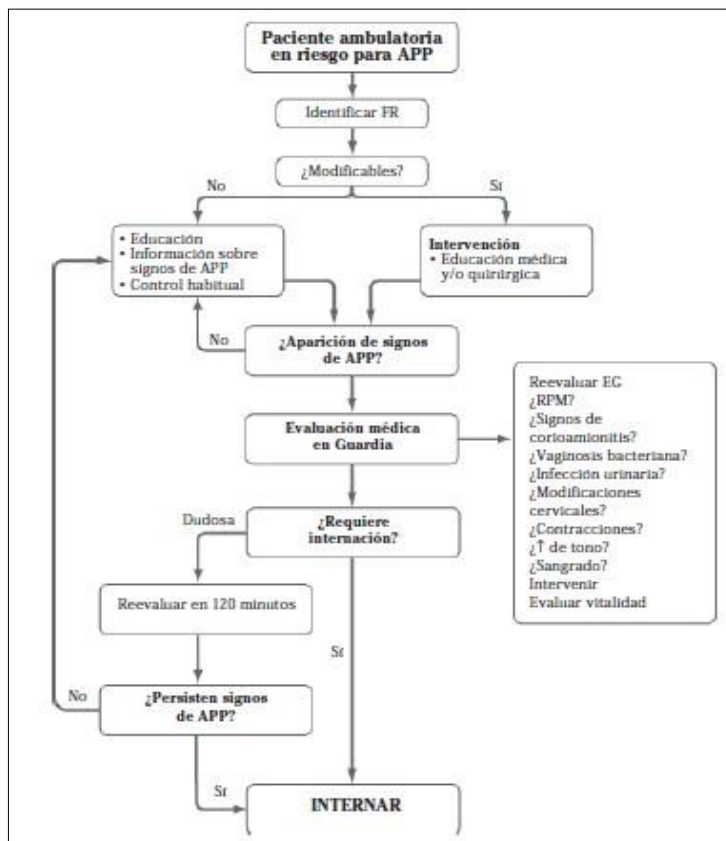 Paciente ambulatoria
en riesgo para APP
Identificar FR
¿Modificables?
No
Sí
• Educación
• Información sobre
signos de APP
• Control habitual
Intervención
• Educación médica
y/o quirúrgica
No
¿Aparición de signos
de APP?
Evaluación médica
en Guardia
Reevaluar EG
¿RPM?
¿Signos de
corioamionitis?
¿Vaginosis bacteriana?
¿Infección urinaria?
¿Modificaciones
cervicales?
¿Contracciones?
¿↑ de tono?
¿Sangrado?
Intervenir
Evaluar vitalidad
Dudosa
¿Requiere
internación?
Reevaluar en 120 minutos
Sí
No
¿Persisten signos
de APP?
Sí
INTERNAR